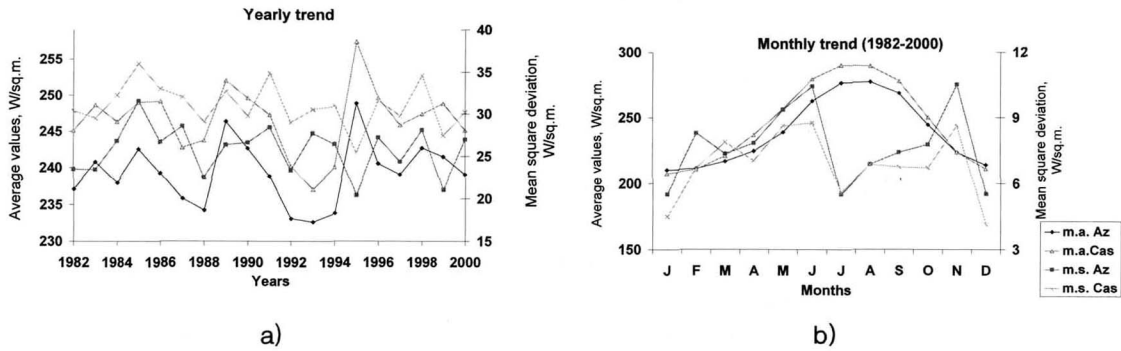 Yearly trend
Average values, W/sq.m.
255
250
245
240
235
230
40
35
30
25
20
15
Mean square deviation,
W/sq.m.
1982 1984 1986 1988 1990 1992 1994 1996 1998 2000
Years
a)
Monthly trend (1982-2000)
Average values, W/sq.m.
300
250
200
150
12
9
6
3
Mean square deviation,
W/sq.m.
J F M A M J J A S O N D
Months
m.a. Az
m.a.Cas
m.s. Az
m.s. Cas
b)